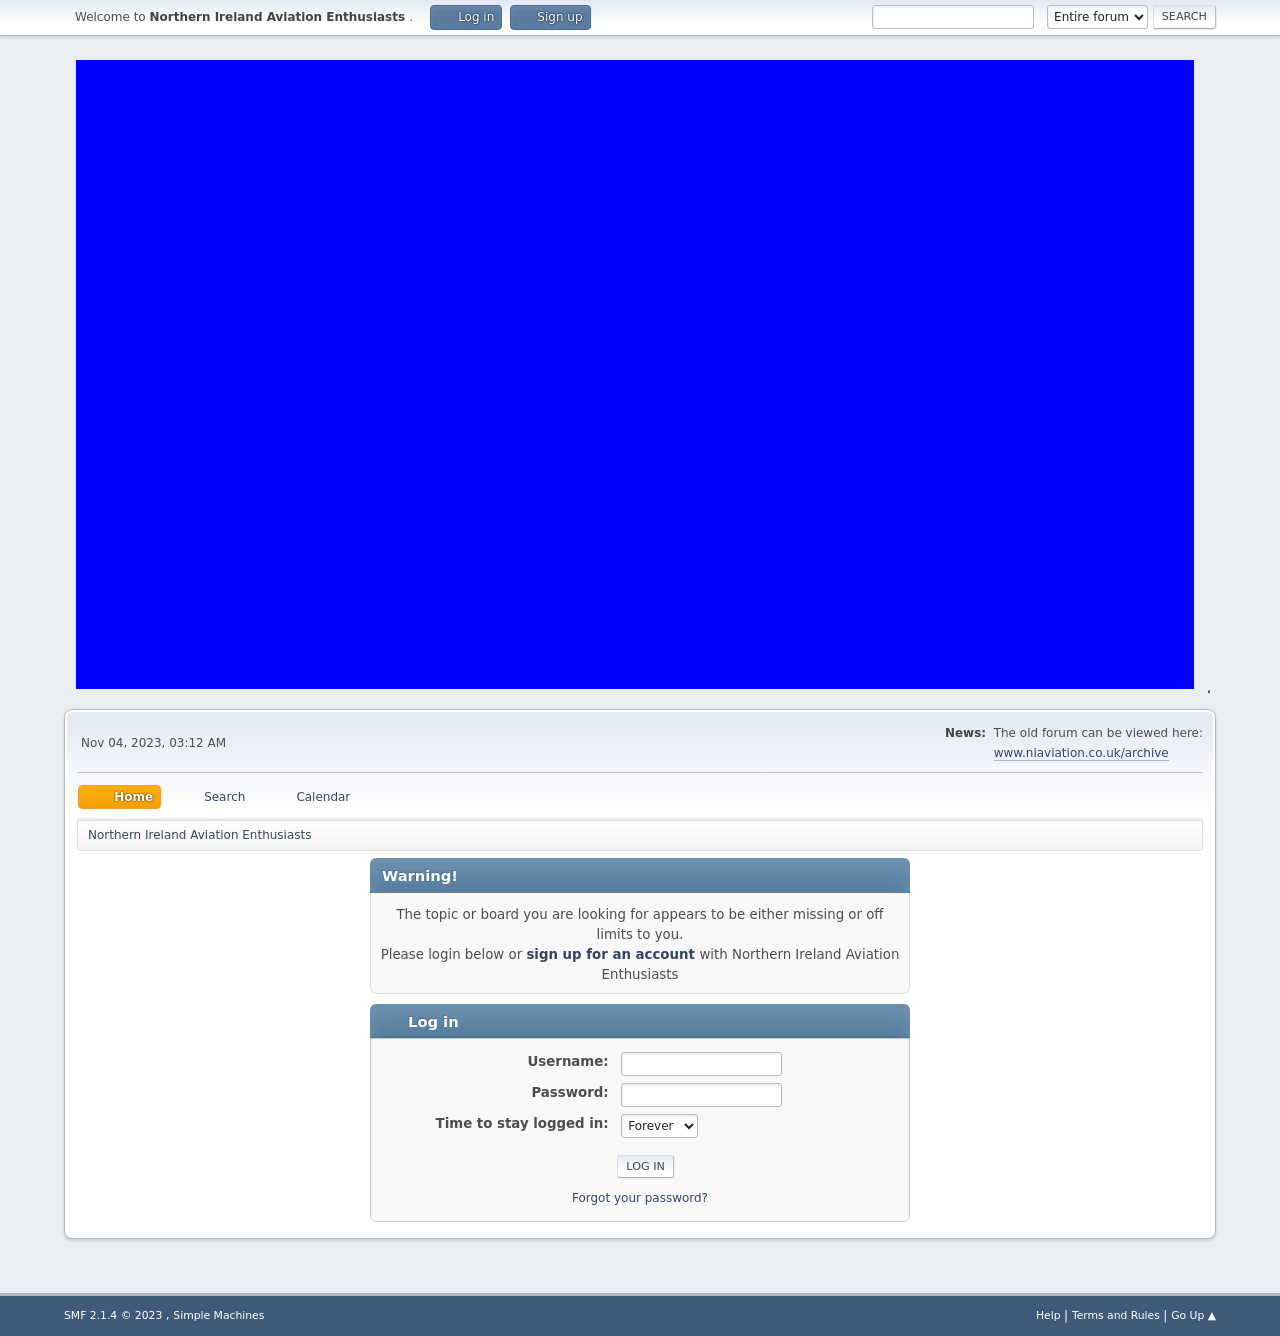 Welcome to Northern Ireland Aviation Enthusiasts .
Log in
Sign up
Entire forum
SEARCH
.
Nov 04, 2023, 03:12 AM
News: The old forum can be viewed here:
www.niaviation.co.uk/archive
Home
Search
Calendar
Northern Ireland Aviation Enthusiasts
Warning!
The topic or board you are looking for appears to be either missing or off
limits to you.
Please login below or sign up for an account with Northern Ireland Aviation
Enthusiasts
Log in
Username:
Password:
Time to stay logged in: Forever
LOG IN
Forgot your password?
SMF 2.1.4 © 2023 , Simple Machines
Help | Terms and Rules | Go Up ▲